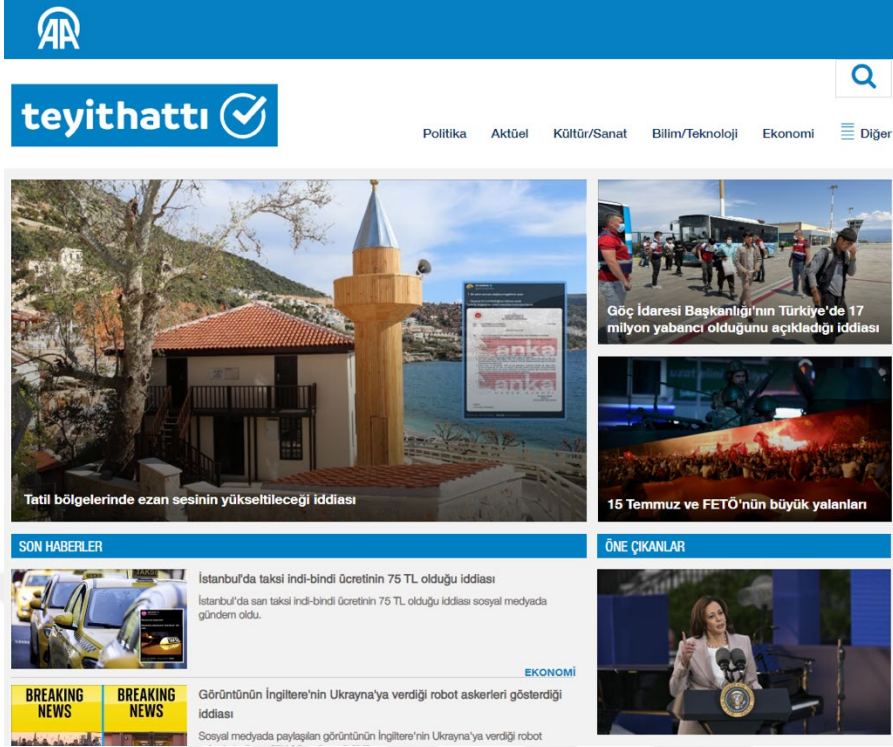 AA
teyithattı
Politika Aktüel Kültür/Sanat Bilim/Teknoloji Ekonomi Diğer
anka
anka
Tatil bölgelerinde ezan sesinin yükseltileceği iddiası
Göç İdaresi Başkanlığı'nın Türkiye'de 17
milyon yabancı olduğunu açıkladığı iddiası
15 Temmuz ve FETÖ'nün büyük yalanları
SON HABERLER
İstanbul'da taksi indi-bindi ücretinin 75 TL olduğu iddiası
İstanbul'da sarı taksi indi-bindi ücretinin 75 TL olduğu iddiası sosyal medyada
gündem oldu.
EKONOMİ
BREAKING NEWS
BREAKING NEWS
Görüntünün İngiltere'nin Ukrayna'ya verdiği robot askerleri gösterdiği
iddiası
Sosyal medyada paylaşılan görüntünün İngiltere'nin Ukrayna'ya verdiği robot
ÖNE ÇIKANLAR